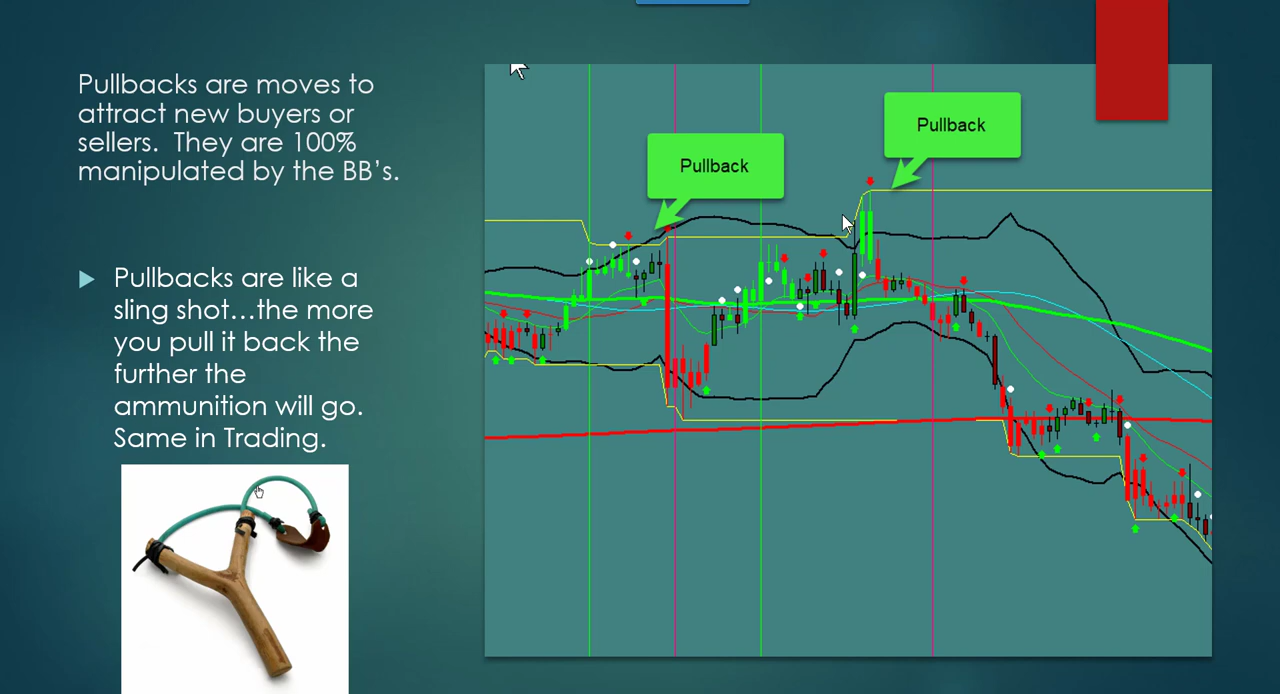 Pullbacks are moves to
attract new buyers or
sellers.  They are 100%
manipulated by the BB's.
Pullbacks are like a
sling shot...the more
you pull it back the
further the
ammunition will go.
Same in Trading.
Pullback
Pullback